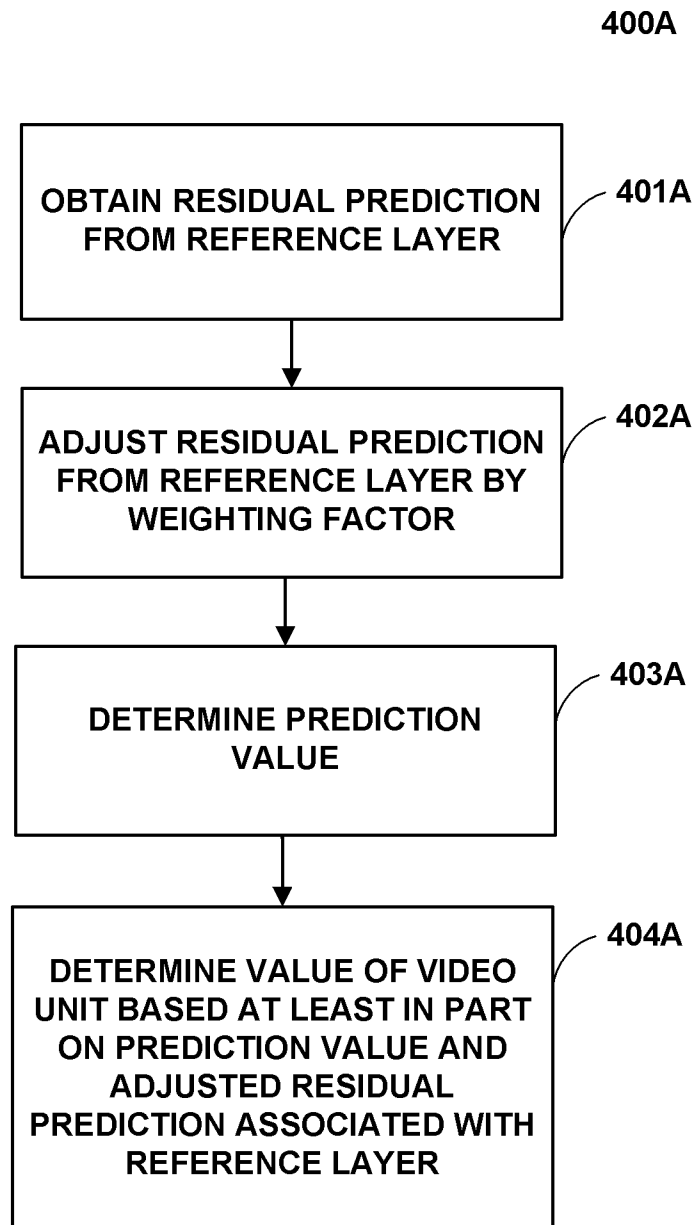 400A
OBTAIN RESIDUAL PREDICTION
FROM REFERENCE LAYER
401A
ADJUST RESIDUAL PREDICTION
FROM REFERENCE LAYER BY
WEIGHTING FACTOR
402A
DETERMINE PREDICTION
VALUE
403A
DETERMINE VALUE OF VIDEO
UNIT BASED AT LEAST IN PART
ON PREDICTION VALUE AND
ADJUSTED RESIDUAL
PREDICTION ASSOCIATED WITH
REFERENCE LAYER
404A